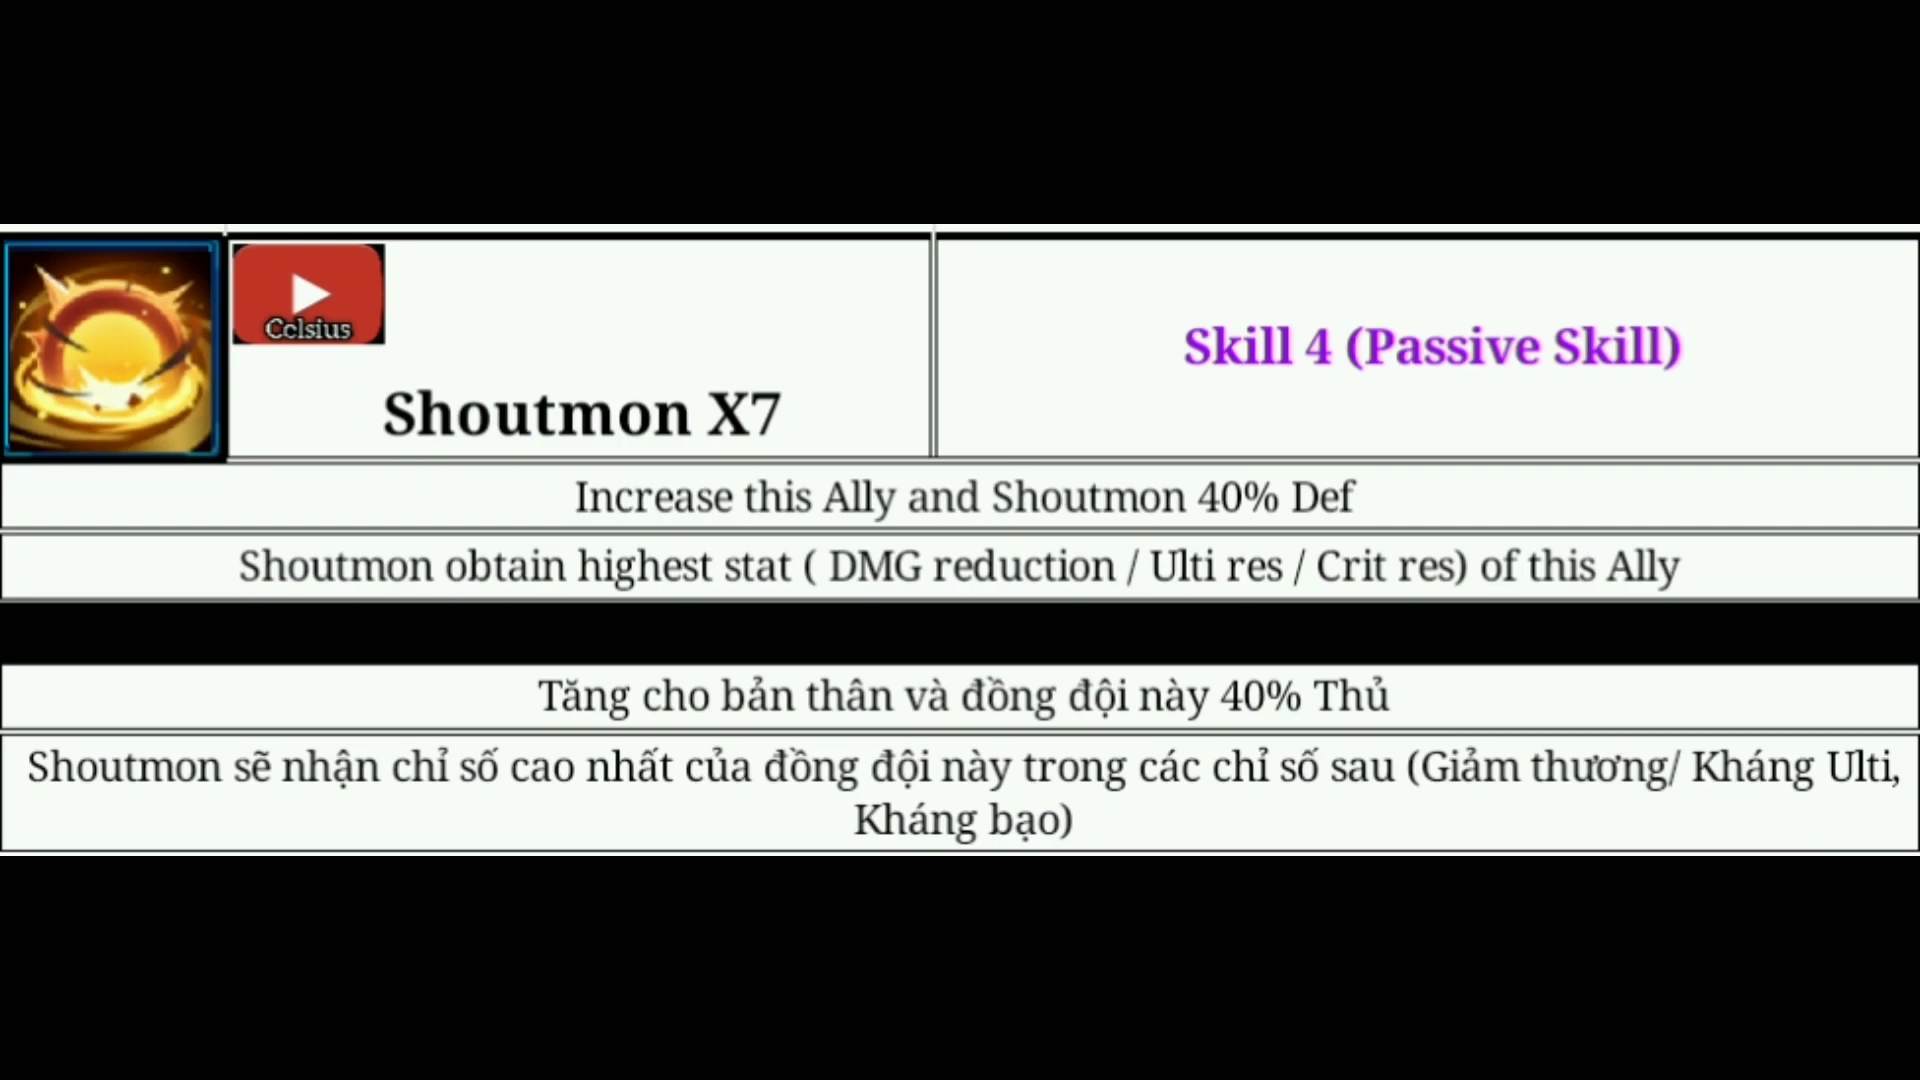 Celsius
Shoutmon X7
Skill 4 (Passive Skill)
Increase this Ally and Shoutmon 40% Def
Shoutmon obtain highest stat ( DMG reduction / Ulti res / Crit res) of this Ally
Tăng cho bản thân và đồng đội này 40% Thủ
Shoutmon sẽ nhận chỉ số cao nhất của đồng đội này trong các chỉ số sau (Giảm thương/ Kháng Ulti,
Kháng bạo)